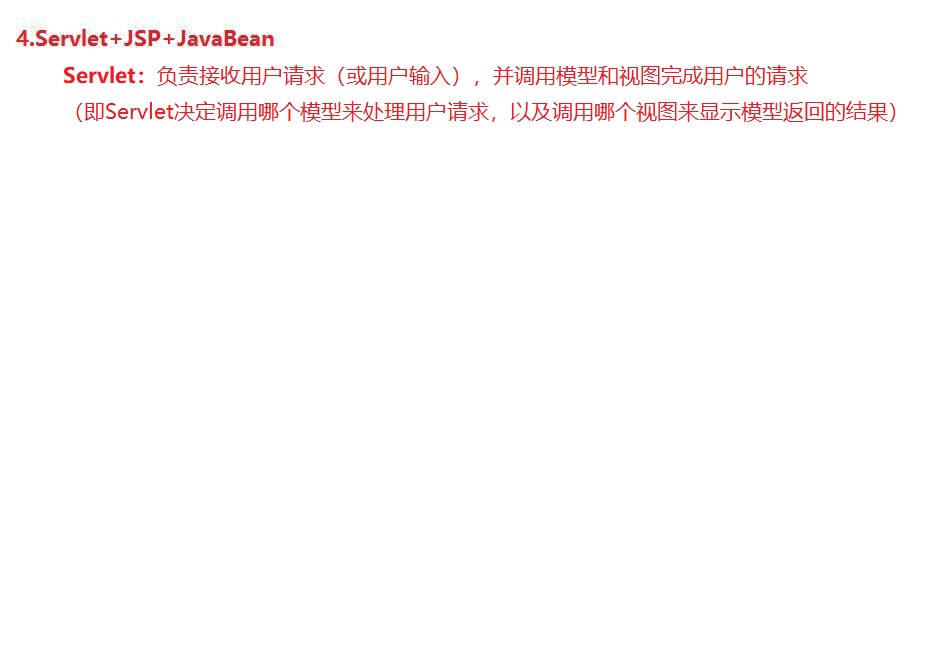 4.Servlet+JSP+JavaBean
Servlet：负责接收用户请求（或用户输入），并调用模型和视图完成用户的请求
（即Servlet决定调用哪个模型来处理用户请求，以及调用哪个视图来显示模型返回的结果）